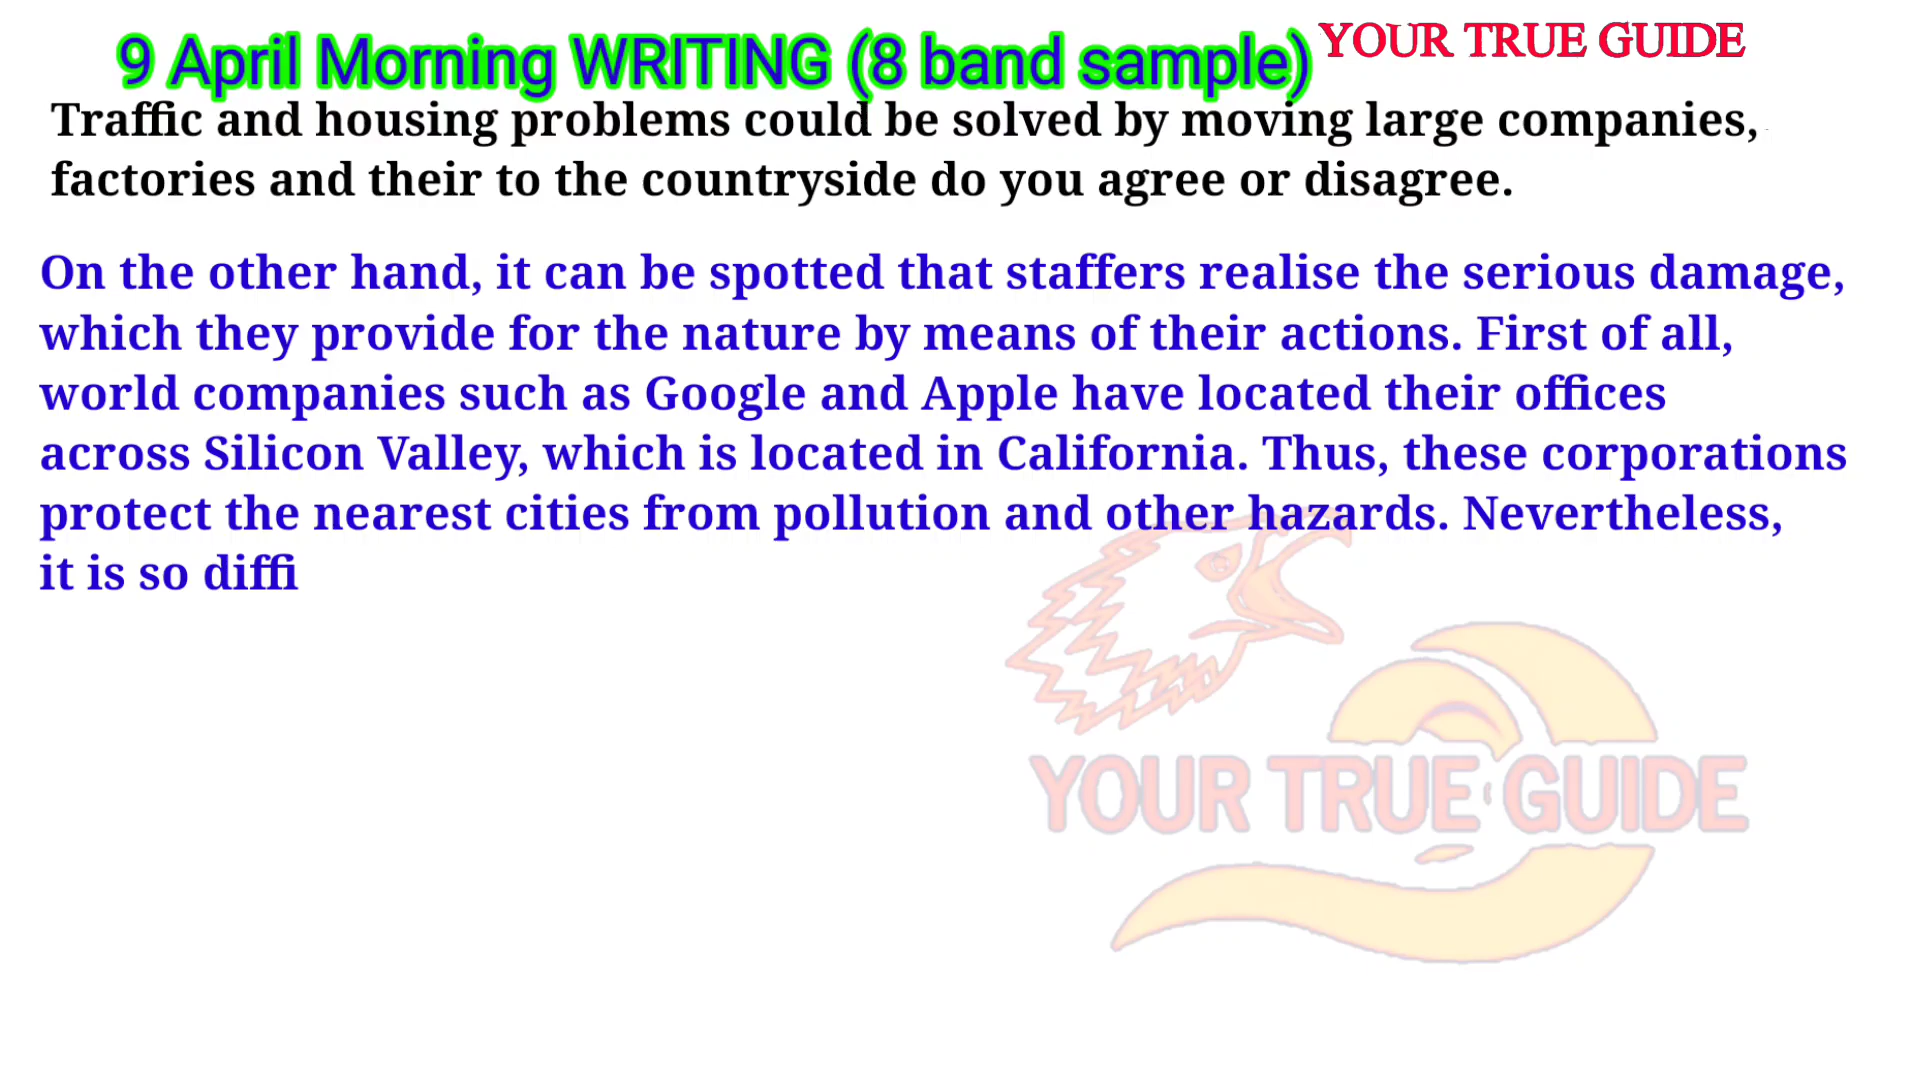 9 April Morning WRITING (8 band sample) YOUR TRUE GUIDE
Traffic and housing problems could be solved by moving large companies,
factories and their to the countryside do you agree or disagree.
On the other hand, it can be spotted that staffers realise the serious damage,
which they provide for the nature by means of their actions. First of all,
world companies such as Google and Apple have located their offices
across Silicon Valley, which is located in California. Thus, these corporations
protect the nearest cities from pollution and other hazards. Nevertheless,
it is so diffi
YOUR TRUE GUIDE